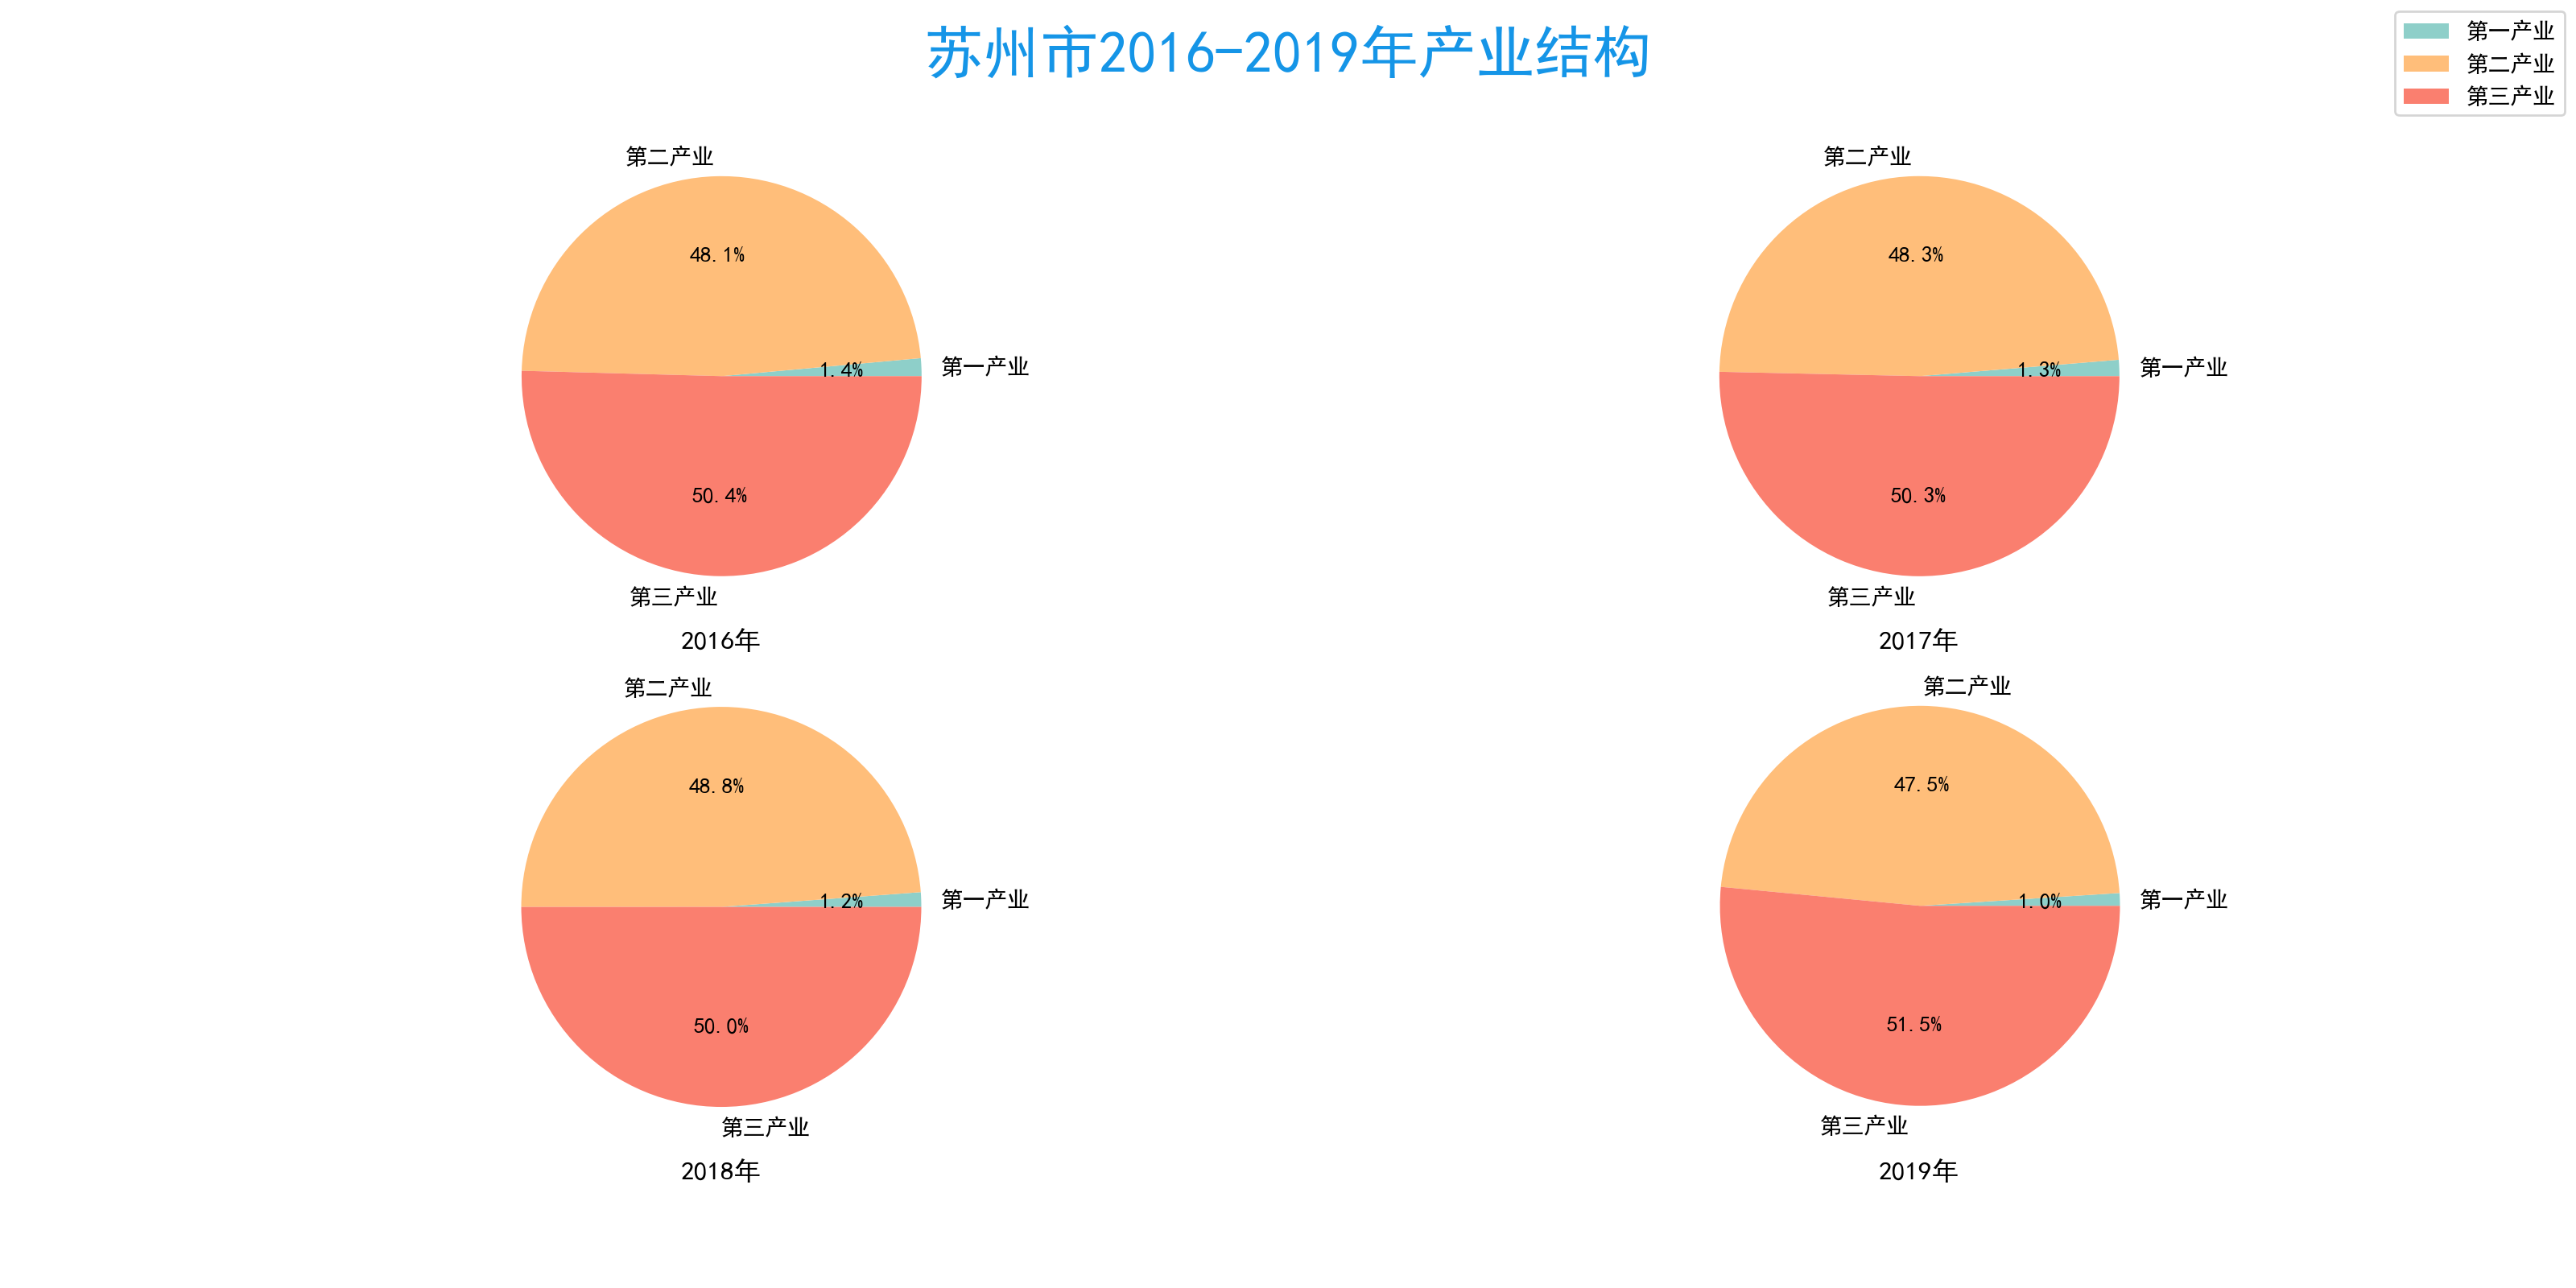 苏州市2016-2019年产业结构
第一产业
第二产业
第三产业
第二产业
48.1%
1.4%
第一产业
50.4%
第三产业
2016年
第二产业
48.3%
1.3%
第一产业
50.3%
第三产业
2017年
第二产业
48.8%
1.2%
第一产业
50.0%
第三产业
2018年
第二产业
47.5%
1.0%
第一产业
51.5%
第三产业
2019年